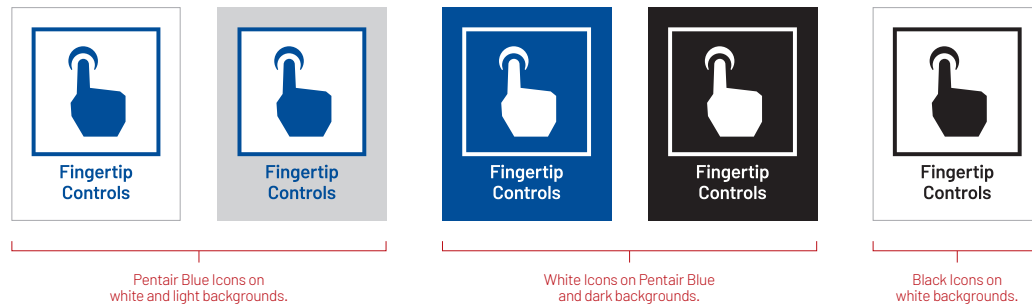 Fingertip
Controls
Fingertip
Controls
Fingertip
Controls
Fingertip
Controls
Fingertip
Controls
Pentair Blue Icons on
white and light backgrounds.
White Icons on Pentair Blue
and dark backgrounds.
Black Icons on
white backgrounds.